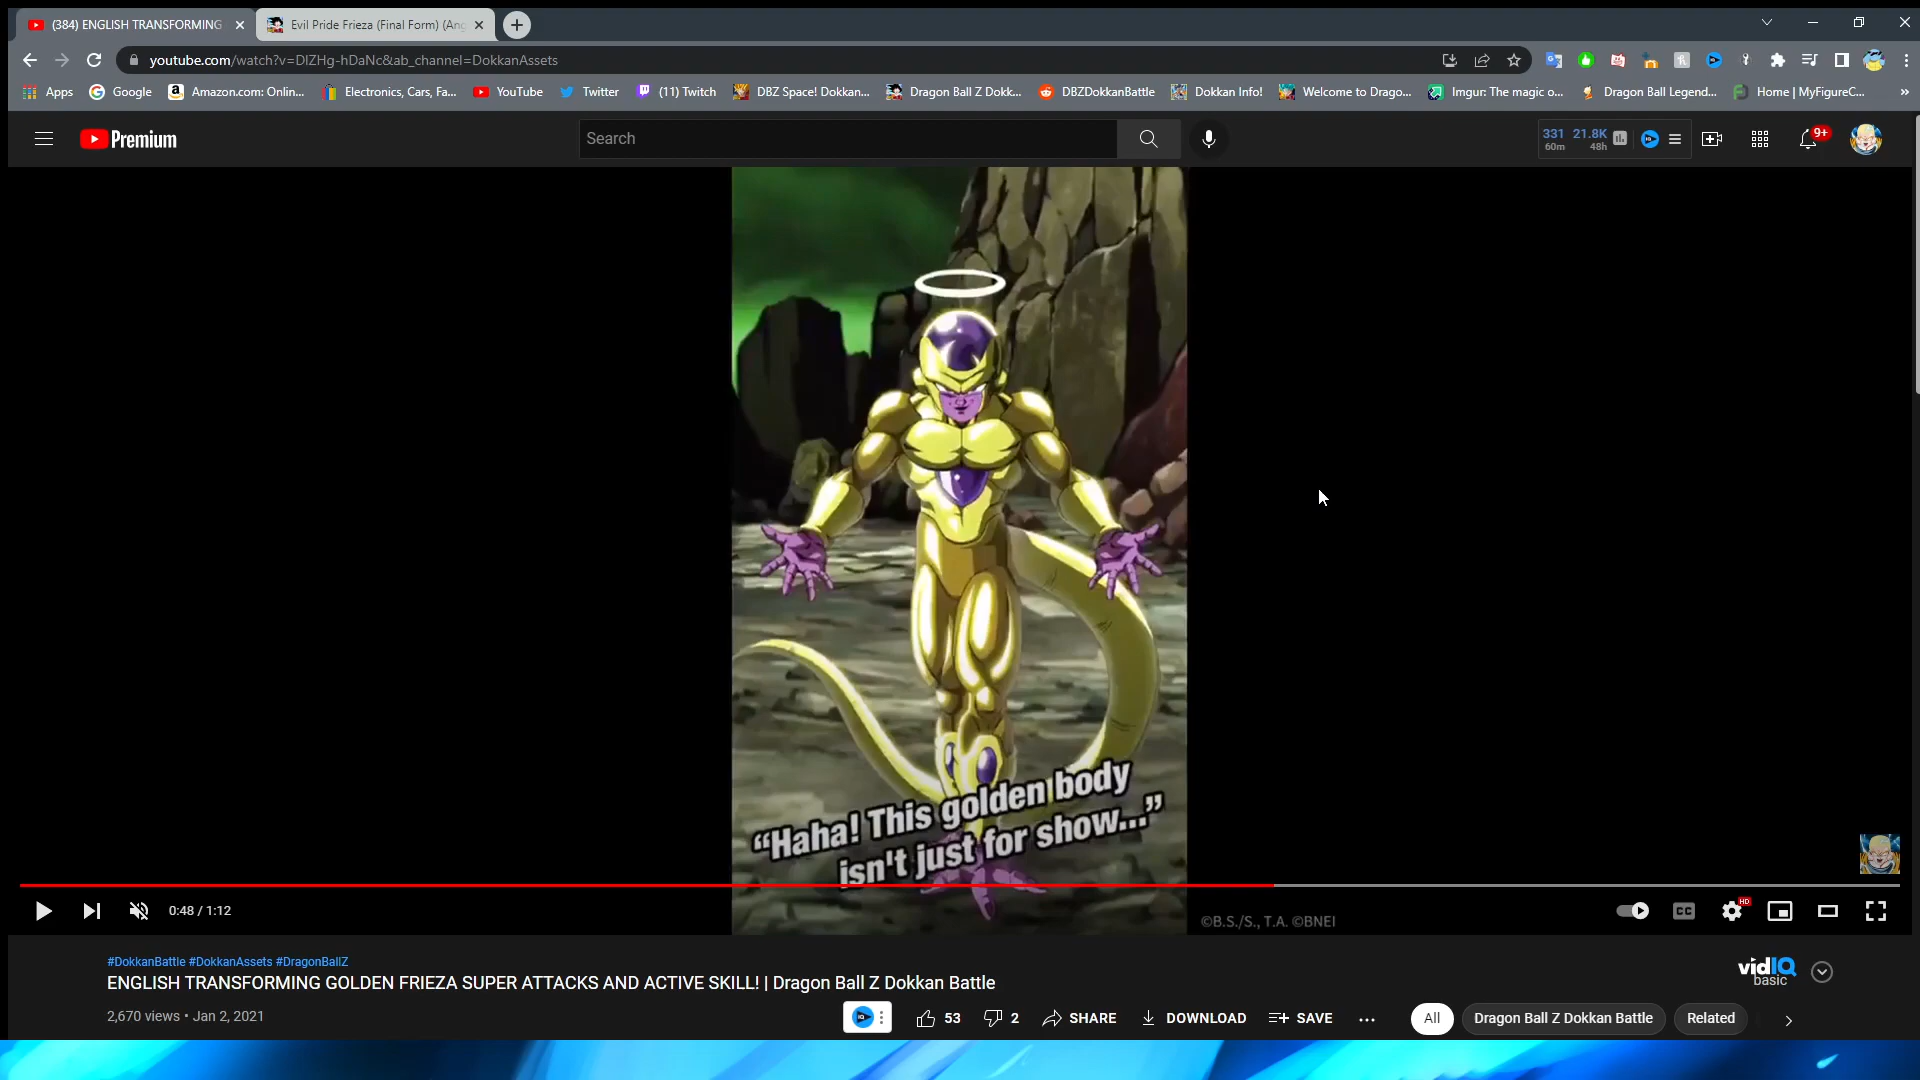 (384) ENGLISH TRANSFORMING
Evil Pride Frieza (Final Form) (Ang
youtube.com/watch?v=DlZHg-hDaNc&ab_channel=DokkanAssets
Apps
Google
Amazon.com: Onlin...
Electronics, Cars, Fa...
YouTube
Twitter
(11) Twitch
DBZ Space! Dokkan...
Dragon Ball Z Dokk...
DBZDokkanBattle
Dokkan Info!
Welcome to Drago...
Imgur: The magic o...
Dragon Ball Legend...
Home | MyFigureC...
»
Premium
Search
331 21.8K
60m 48h
9+
“Haha! This golden body
isn't just for show...”
0:48 / 1:12
CC
HD
©B.S./S., T.A. ©BNEI
#DokkanBattle #DokkanAssets #DragonBallZ
ENGLISH TRANSFORMING GOLDEN FRIEZA SUPER ATTACKS AND ACTIVE SKILL! | Dragon Ball Z Dokkan Battle
vidIQ
basic
2,670 views • Jan 2, 2021
53
2
SHARE
DOWNLOAD
SAVE
...
All
Dragon Ball Z Dokkan Battle
Related